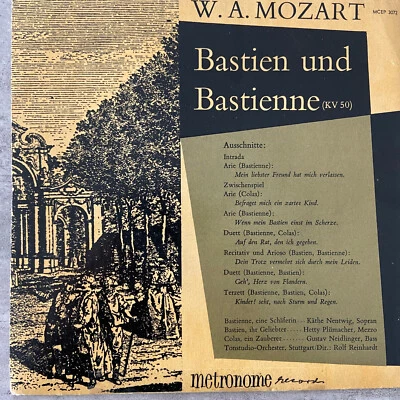 W. A. MOZART
MCEP 3072
Bastien und
Bastienne (KV 50)
Ausschnitte:
Intrada
Arie (Bastienne):
Mein liebster Freund hat mich verlassen.
Zwischenspiel
Arie (Colas):
Befraget mich ein zartes Kind.
Arie (Bastienne):
Wenn mein Bastien einst im Scherze.
Duett (Bastienne, Colas):
Auf den Rat, den ich gegeben.
Recitativ und Arioso (Bastien, Bastienne):
Dein Trotz vermehrt sich durch mein Leiden.
Duett (Bastienne, Bastien):
Geh', Herz von Flandern.
Terzett (Bastienne, Bastien, Colas):
Kinder! seht, nach Sturm und Regen.
Bastienne, eine Schäferin... Käthe Nentwig, Sopran
Bastien, ihr Geliebter..... Hetty Plümacher, Mezzo
Colas, ein Zauberer....... Gustav Neidlinger, Bass
Tonstudio-Orchester, Stuttgart Dir.: Rolf Reinhardt
metronome records